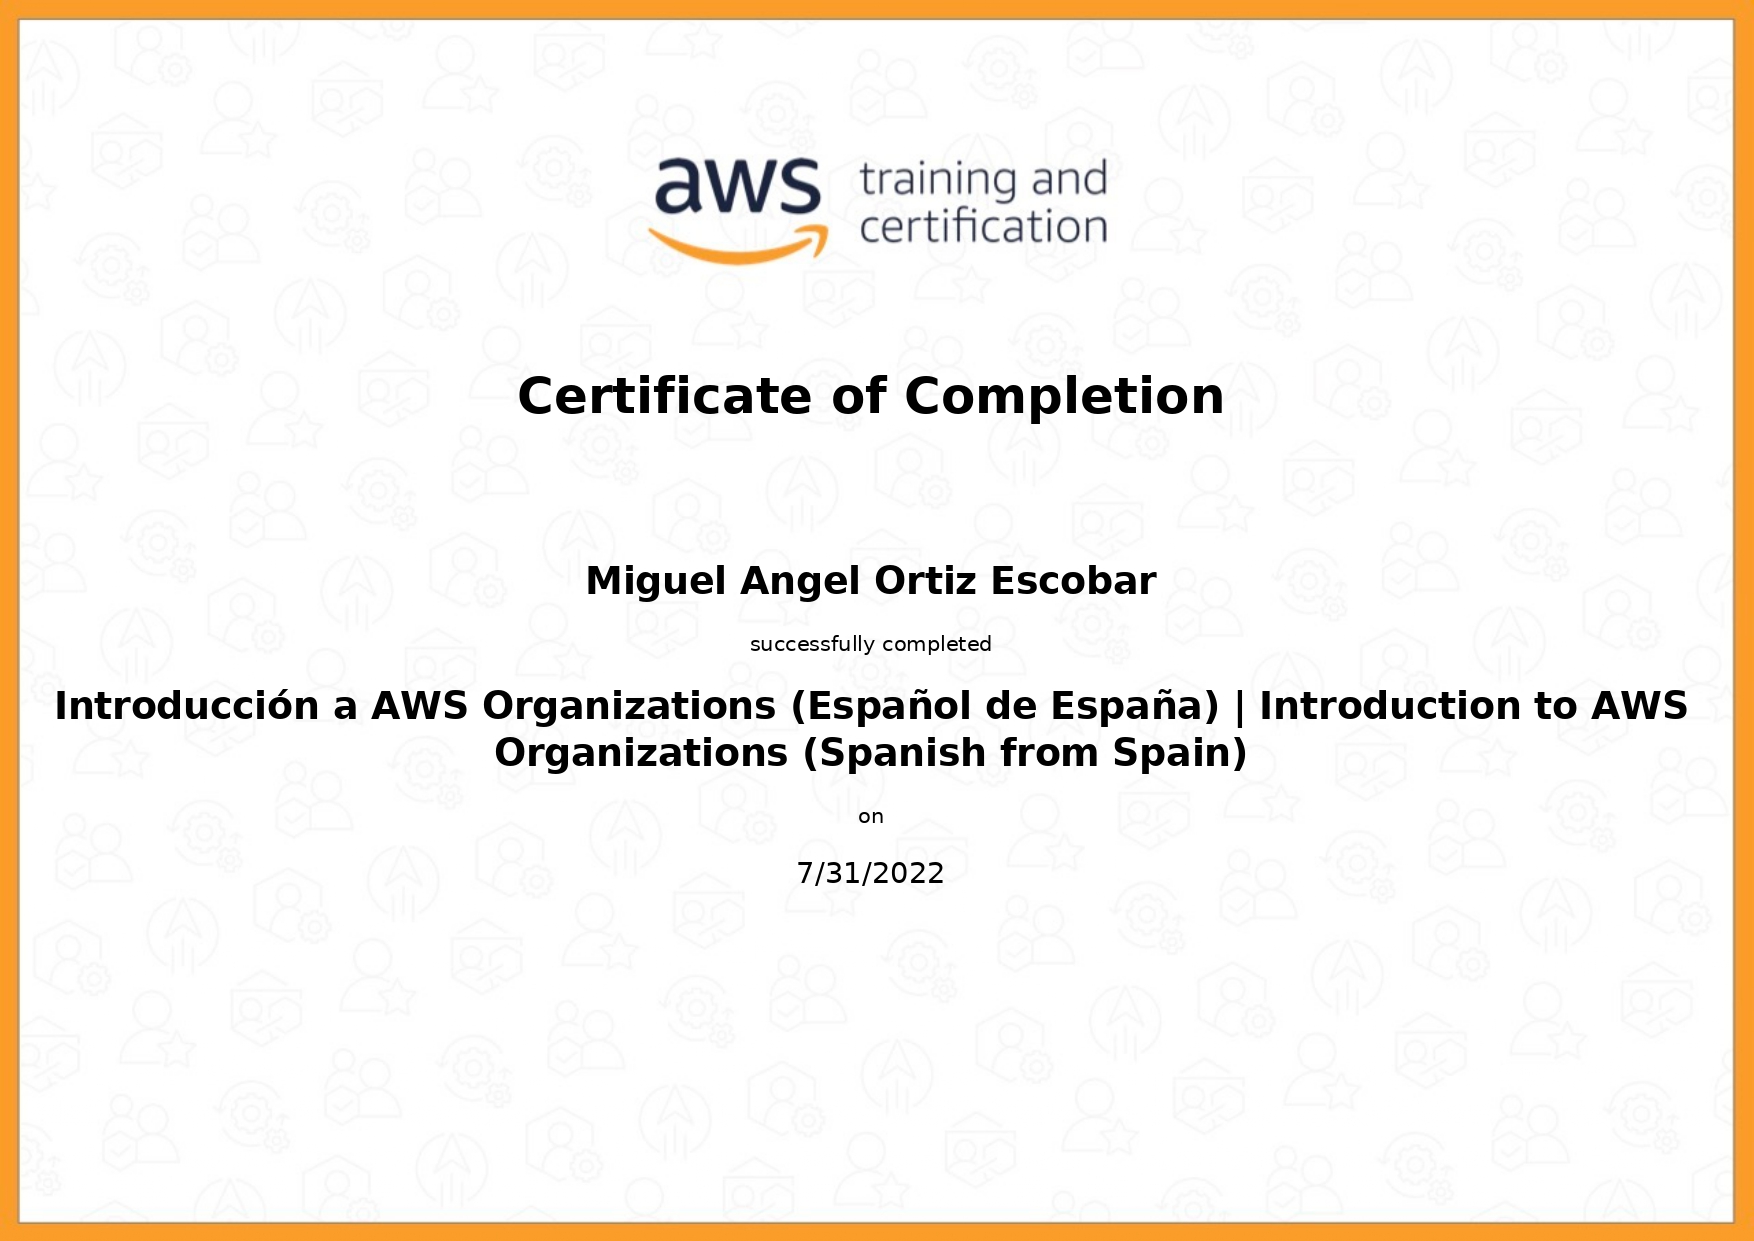 aws training and
certification
Certificate of Completion
Miguel Angel Ortiz Escobar
successfully completed
Introducción a AWS Organizations (Español de España) | Introduction to AWS
Organizations (Spanish from Spain)
on
7/31/2022